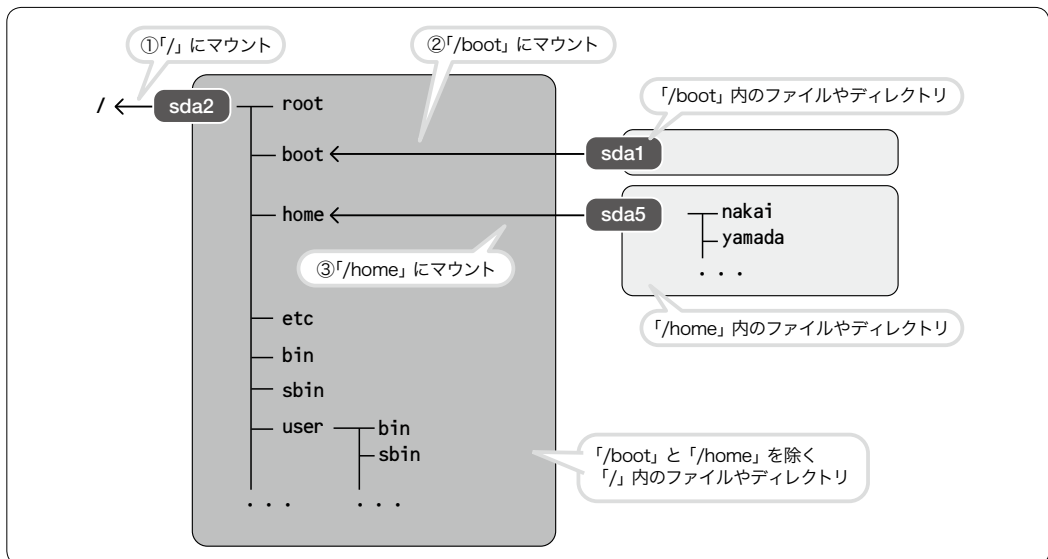 ①「/」にマウント
②「/boot」にマウント
「/boot」内のファイルやディレクトリ
/
sda2
root
boot
sda1
home
sda5
nakai
yamada
・・・
③「/home」にマウント
「/home」内のファイルやディレクトリ
etc
bin
sbin
user
bin
sbin
・・・
・・・
「/boot」と「/home」を除く
「/」内のファイルやディレクトリ